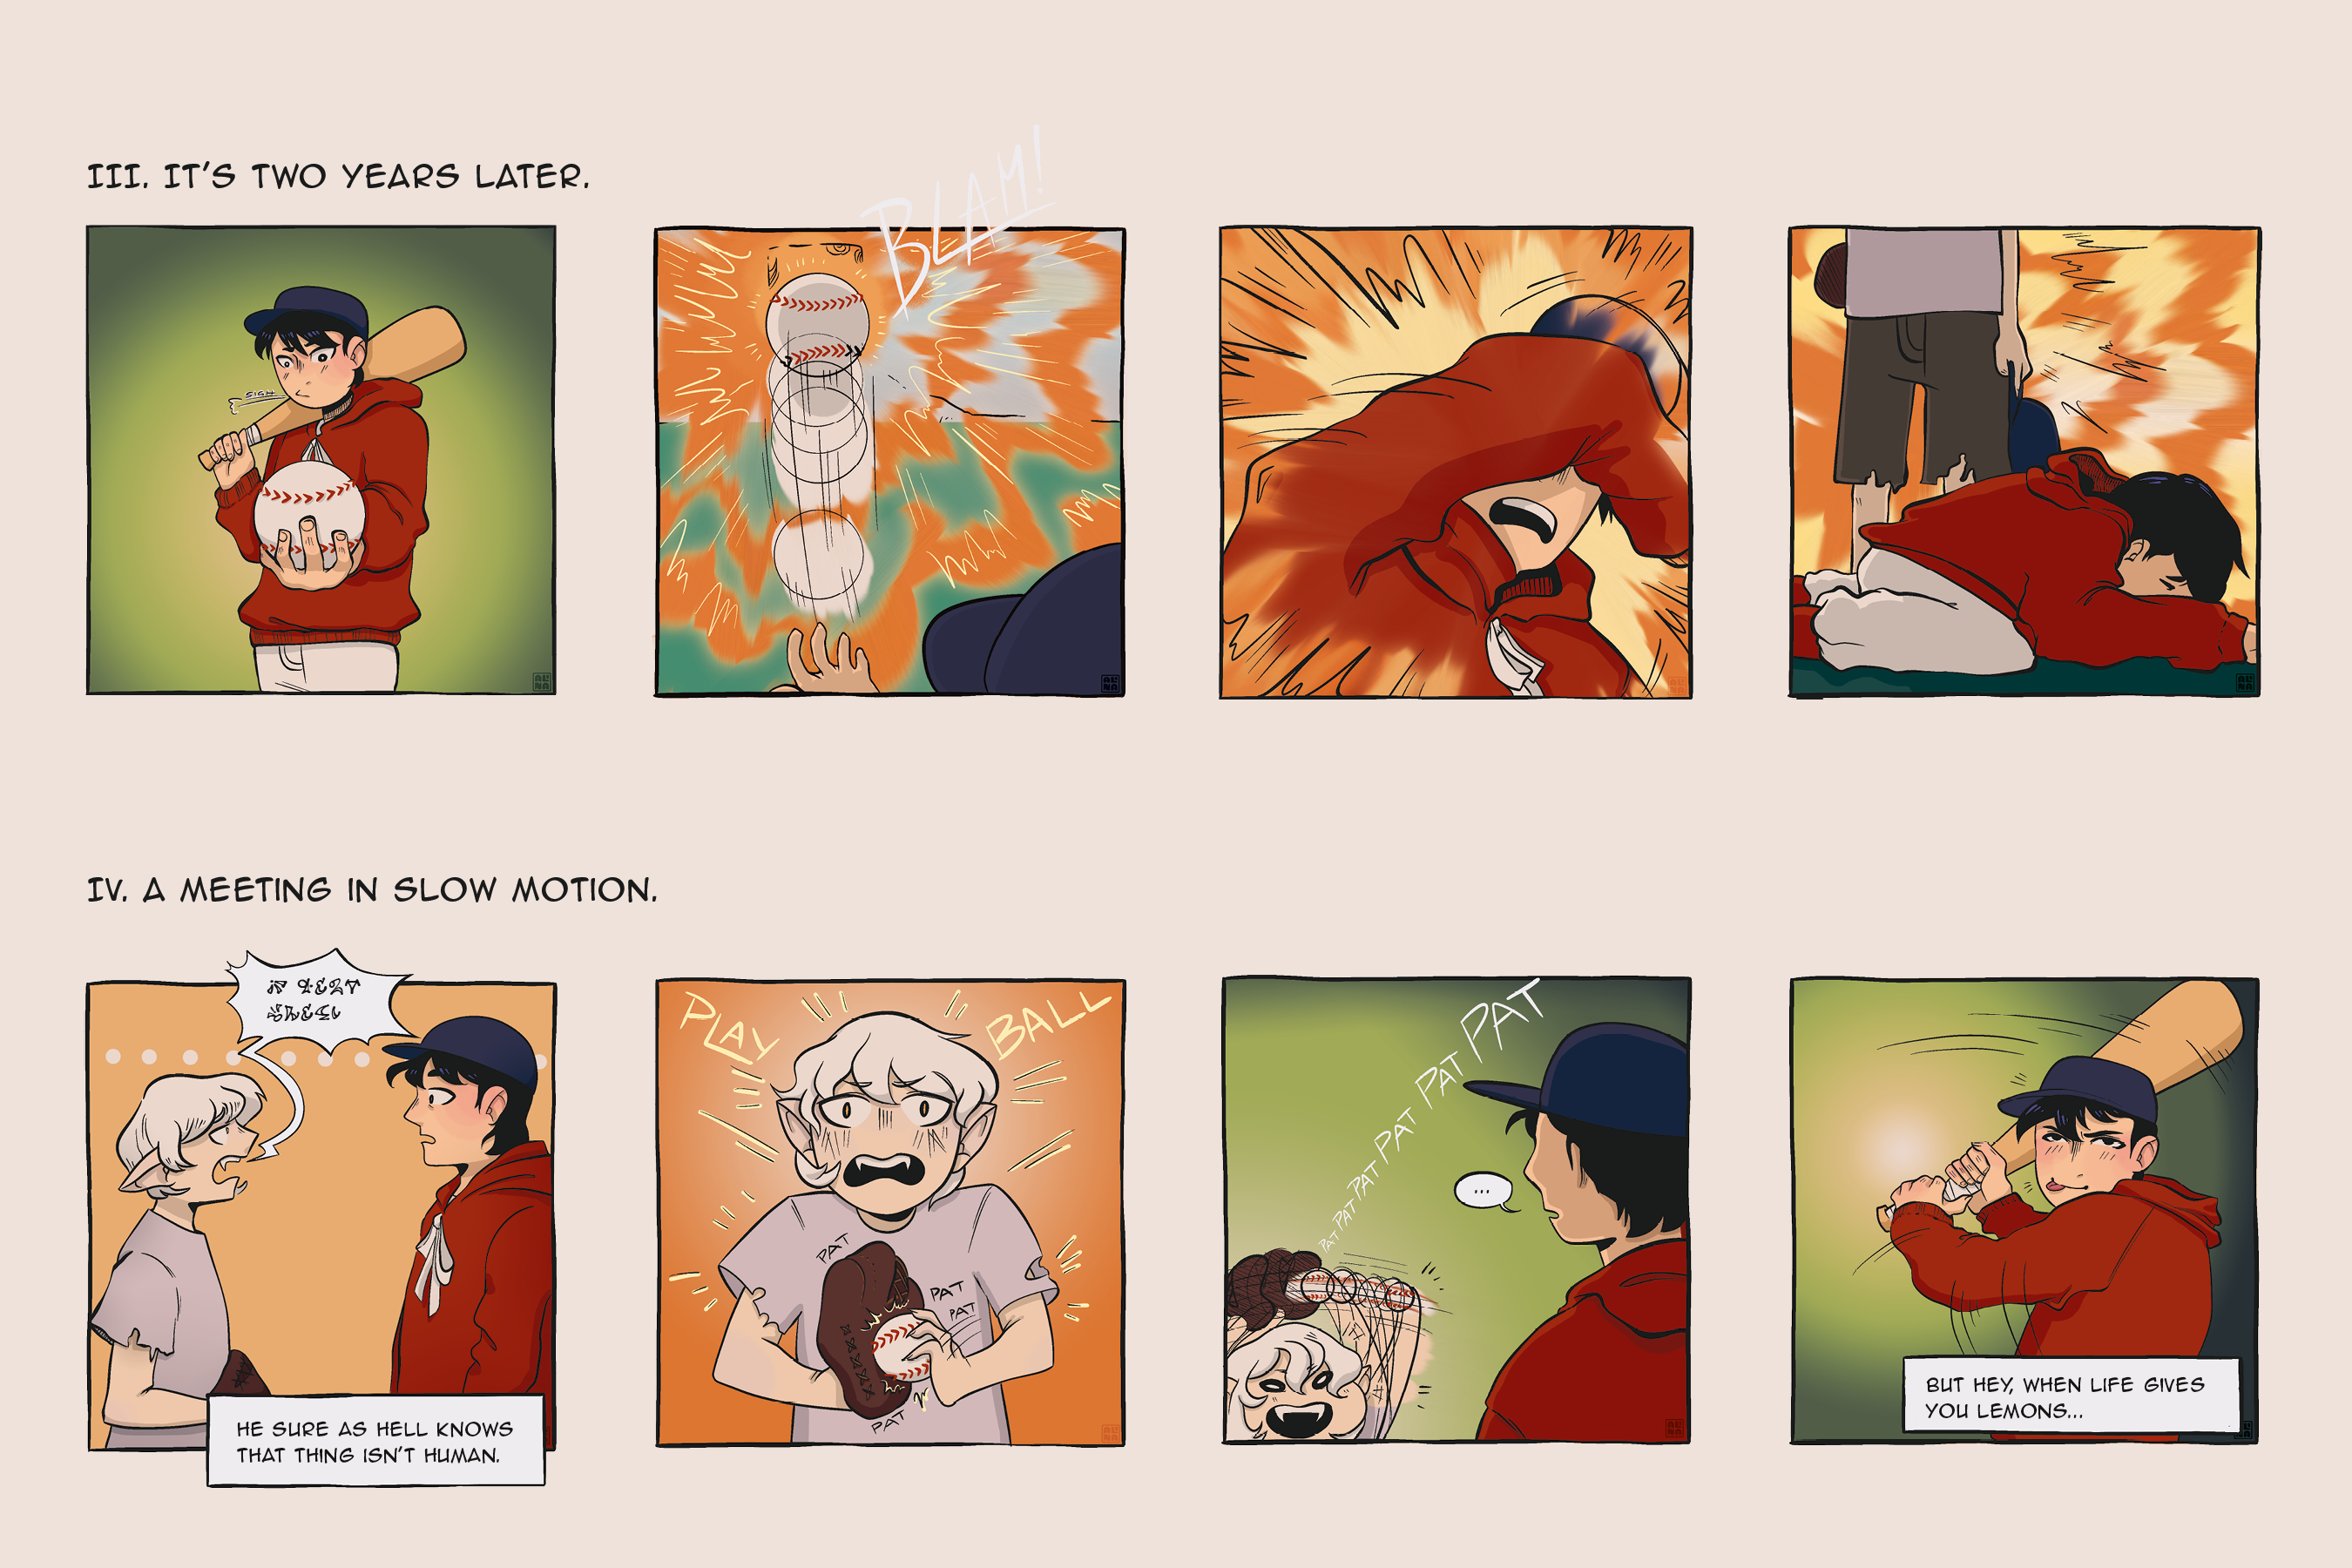 III. IT'S TWO YEARS LATER.
SIGH
BLAM!
IV. A MEETING IN SLOW MOTION.
HE SURE AS HELL KNOWS
THAT THING ISN'T HUMAN.
PLAY BALL
PAT
PAT
PAT
PAT
PAT PAT PAT PAT PAT PAT PAT
...
BUT HEY, WHEN LIFE GIVES
YOU LEMONS...